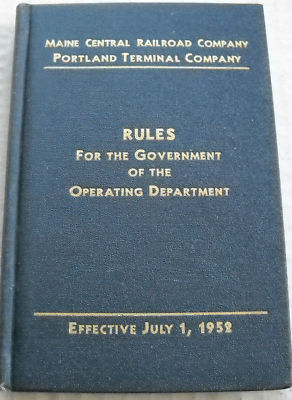 Maine Central Railroad Company
Portland Terminal Company
RULES
For the Government
of the
Operating Department
Effective July 1, 1952